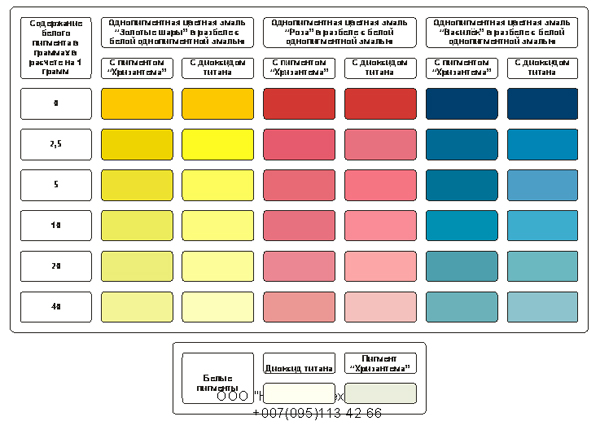 Содержание
белого
пигмента в
граммах в
расчете на 1
грамм
Однопигментная цветная эмаль
"Золотые шары" в разбеле с
белой однопигментной эмалью
Однопигментная цветная эмаль
"Роза" в разбеле с белой
однопигментной эмалью
Однопигментная цветная эмаль
"Василёк" в разбеле с белой
однопигментной эмалью
С пигментом
"Хризантема"
С диоксидом
титана
С пигментом
"Хризантема"
С диоксидом
титана
С пигментом
"Хризантема"
С диоксидом
титана
0
2,5
5
10
20
40
Белые
пигменты
Диоксид титана
Пигмент
"Хризантема"
ООО
+007(095)113 42 66